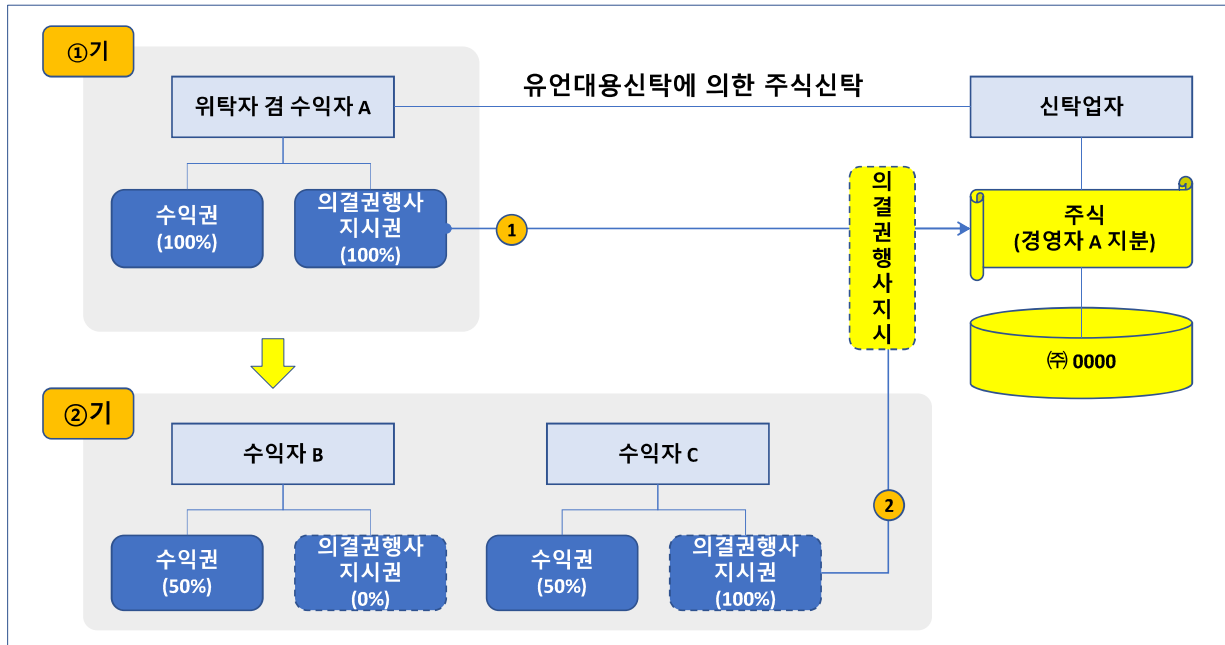 ①기
유언대용신탁에 의한 주식신탁
위탁자 겸 수익자 A
신탁업자
수익권
(100%)
의결권행사
지시권
(100%)
1
의
결
권
행
사
지
시
주식
(경영자 A 지분)
㈜ 0000
②기
수익자 B
수익자 C
2
수익권
(50%)
의결권행사
지시권
(0%)
수익권
(50%)
의결권행사
지시권
(100%)